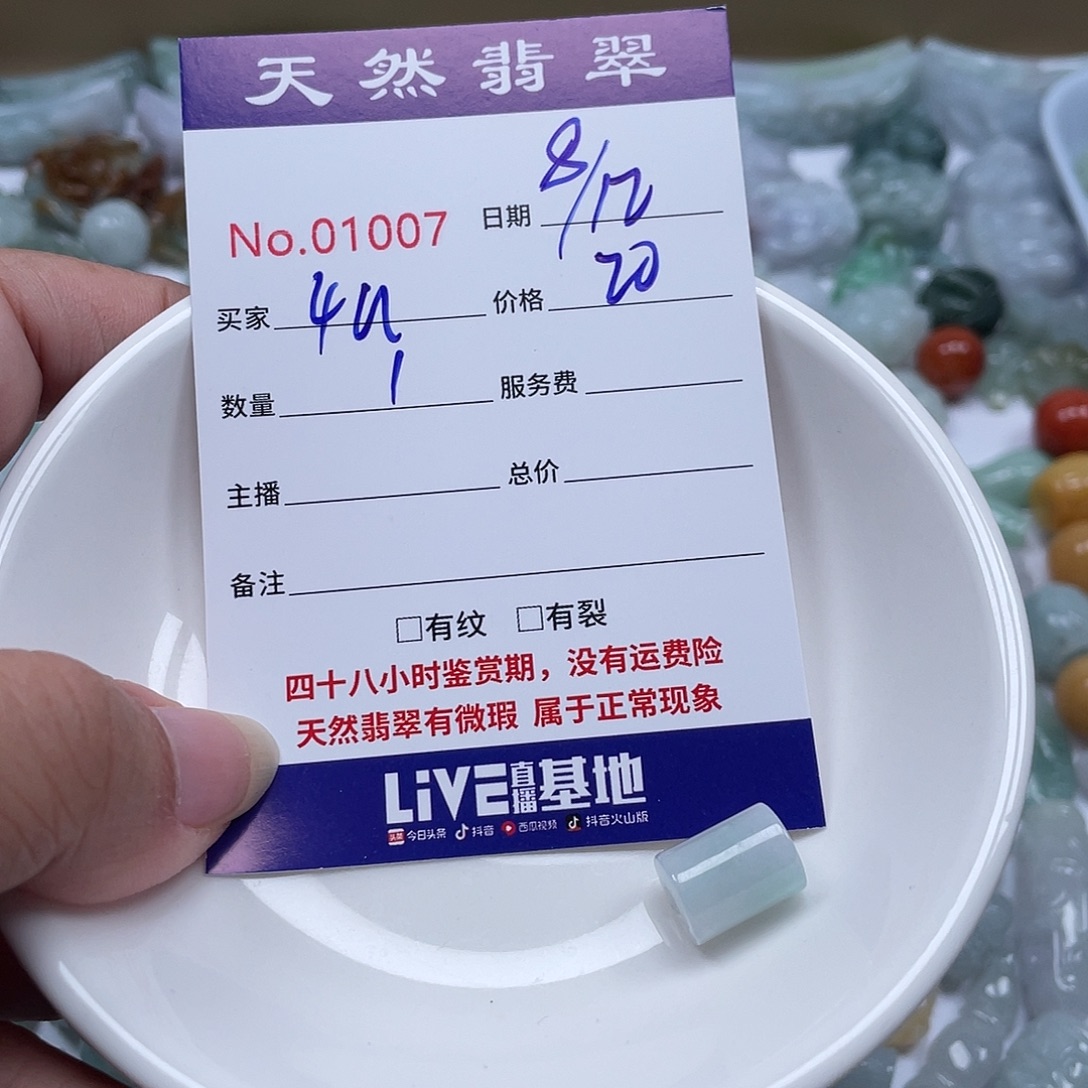 天然翡翠
No.01007 日期 8/12
买家 价格 20
数量 1 服务费
主播 总价
备注
□有纹 □有裂
四十八小时鉴赏期，没有运费险
天然翡翠有微瑕 属于正常现象
LiVE直播基地
头条 今日头条 抖音 西瓜视频 抖音火山版